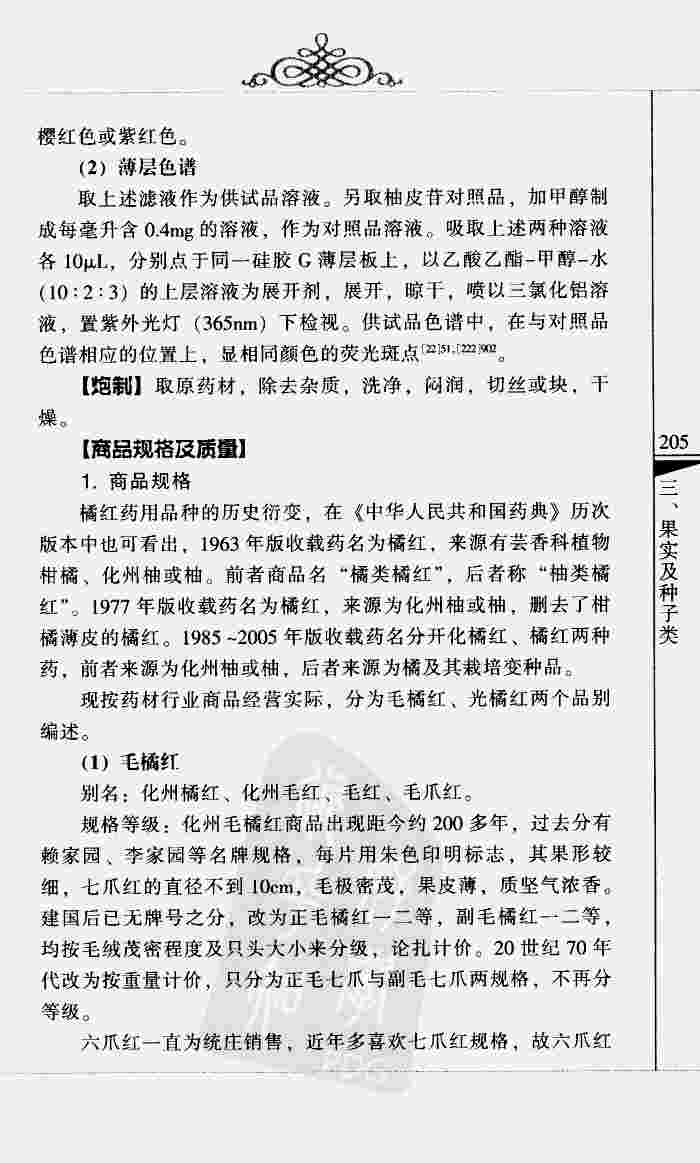 樱红色或紫红色。
(2) 薄层色谱
取上述滤液作为供试品溶液。另取柚皮苷对照品，加甲醇制
成每毫升含 0.4mg 的溶液，作为对照品溶液。吸取上述两种溶液
各 10μL，分别点于同一硅胶 G 薄层板上，以乙酸乙酯-甲醇-水
(10∶2∶3) 的上层溶液为展开剂，展开，晾干，喷以三氯化铝溶
液，置紫外光灯 (365nm) 下检视。供试品色谱中，在与对照品
色谱相应的位置上，显相同颜色的荧光斑点[22]51,[222]902。
【炮制】取原药材，除去杂质，洗净，闷润，切丝或块，干
燥。
【商品规格及质量】
1. 商品规格
橘红药用品种的历史衍变，在《中华人民共和国药典》历次
版本中也可看出，1963 年版收载药名为橘红，来源有芸香科植物
柑橘、化州柚或柚。前者商品名“橘类橘红”，后者称“柚类橘
红”。1977 年版收载药名为橘红，来源为化州柚或柚，删去了柑
橘薄皮的橘红。1985 ~2005 年版收载药名分开化橘红、橘红两种
药，前者来源为化州柚或柚，后者来源为橘及其栽培变种品。
现按药材行业商品经营实际，分为毛橘红、光橘红两个品别
编述。
(1) 毛橘红
别名：化州橘红、化州毛红、毛红、毛爪红。
规格等级：化州毛橘红商品出现距今约 200 多年，过去分有
赖家园、李家园等名牌规格，每片用朱色印明标志，其果形较
细，七爪红的直径不到 10cm，毛极密茂，果皮薄，质坚气浓香。
建国后已无牌号之分，改为正毛橘红一二等，副毛橘红一二等，
均按毛绒茂密程度及只头大小来分级，论扎计价。20 世纪 70 年
代改为按重量计价，只分为正毛七爪与副毛七爪两规格，不再分
等级。
六爪红一直为统庄销售，近年多喜欢七爪红规格，故六爪红
205
三、果实及种子类